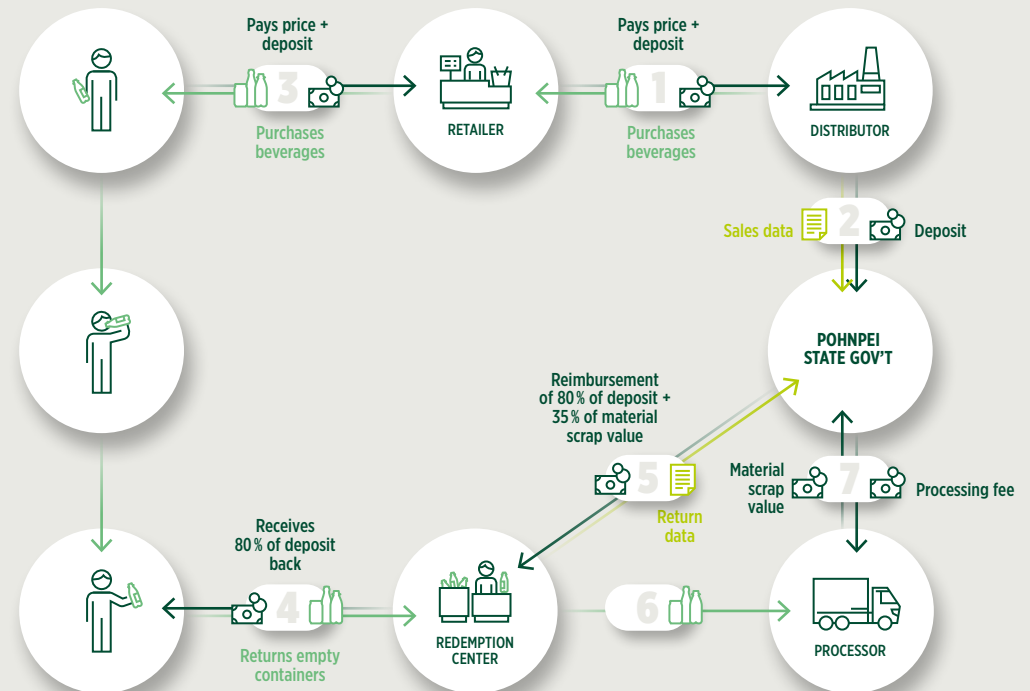 Pays price +
deposit
3
Purchases
beverages
RETAILER
Pays price +
deposit
1
Purchases
beverages
DISTRIBUTOR
Sales data
2
Deposit
POHNPEI
STATE GOV'T
Reimbursement
of 80% of deposit +
35% of material
scrap value
5
Return
data
Material
scrap
value
7
Processing fee
Receives
80% of deposit
back
4
Returns empty
containers
REDEMPTION
CENTER
6
PROCESSOR